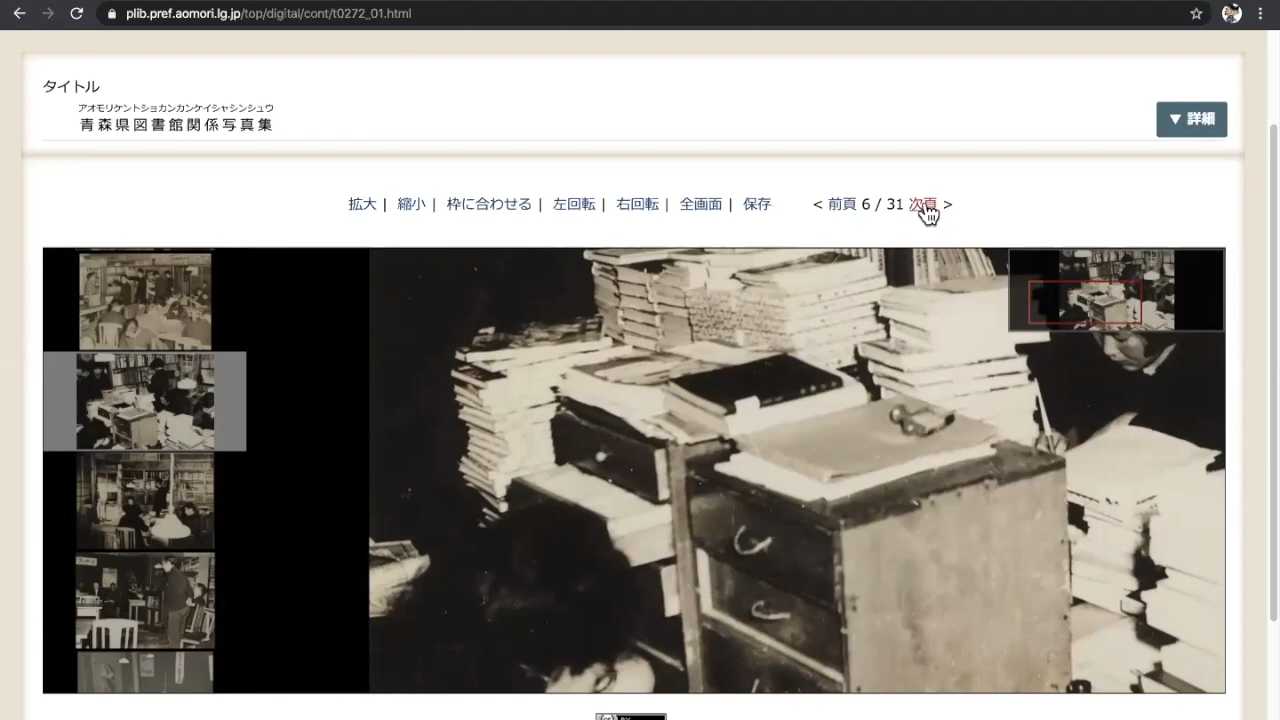 plib.pref.aomori.lg.jp/top/digital/cont/t0272_01.html
タイトル
アオモリケントショカンカンケイシャシンシュウ
青森県図書館関係写真集
▼ 詳細
拡大 | 縮小 | 枠に合わせる | 左回転 | 右回転 | 全画面 | 保存 < 前頁 6 / 31 次頁 >